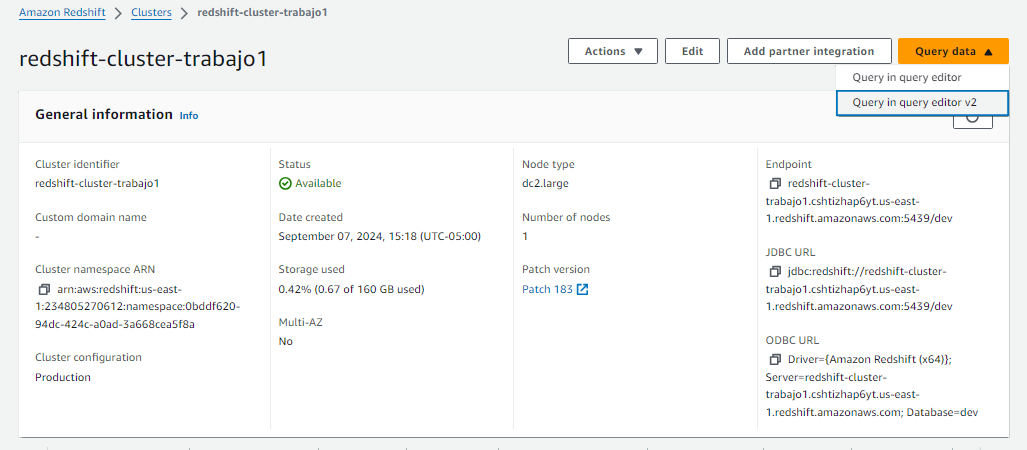 Amazon Redshift > Clusters > redshift-cluster-trabajo1
redshift-cluster-trabajo1
Actions
Edit
Add partner integration
Query data
Query in query editor
Query in query editor v2
General information Info
Cluster identifier
redshift-cluster-trabajo1
Custom domain name
-
Cluster namespace ARN
arn:aws:redshift:us-east-
1:234805270612:namespace:0bddf620-
94dc-424c-a0ad-3a668cea5f8a
Cluster configuration
Production
Status
Available
Date created
September 07, 2024, 15:18 (UTC-05:00)
Storage used
0.42% (0.67 of 160 GB used)
Multi-AZ
No
Node type
dc2.large
Number of nodes
1
Patch version
Patch 183
Endpoint
redshift-cluster-
trabajo1.cshtizhap6yt.us-east-
1.redshift.amazonaws.com:5439/dev
JDBC URL
jdbc:redshift://redshift-cluster-
trabajo1.cshtizhap6yt.us-east-
1.redshift.amazonaws.com:5439/dev
ODBC URL
Driver={Amazon Redshift (x64)};
Server=redshift-cluster-
trabajo1.cshtizhap6yt.us-east-
1.redshift.amazonaws.com; Database=dev